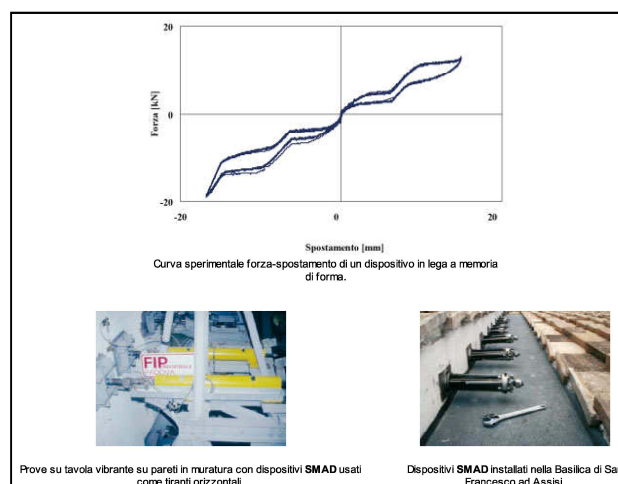 20
Forza [kN]
0
-20
-20
0
20
Spostamento [mm]
Curva sperimentale forza-spostamento di un dispositivo in lega a memoria
di forma.
FIP
Prove su tavola vibrante su pareti in muratura con dispositivi SMAD usati
come tiranti orizzontali
Dispositivi SMAD installati nella Basilica di Sa
Francesco ad Assisi